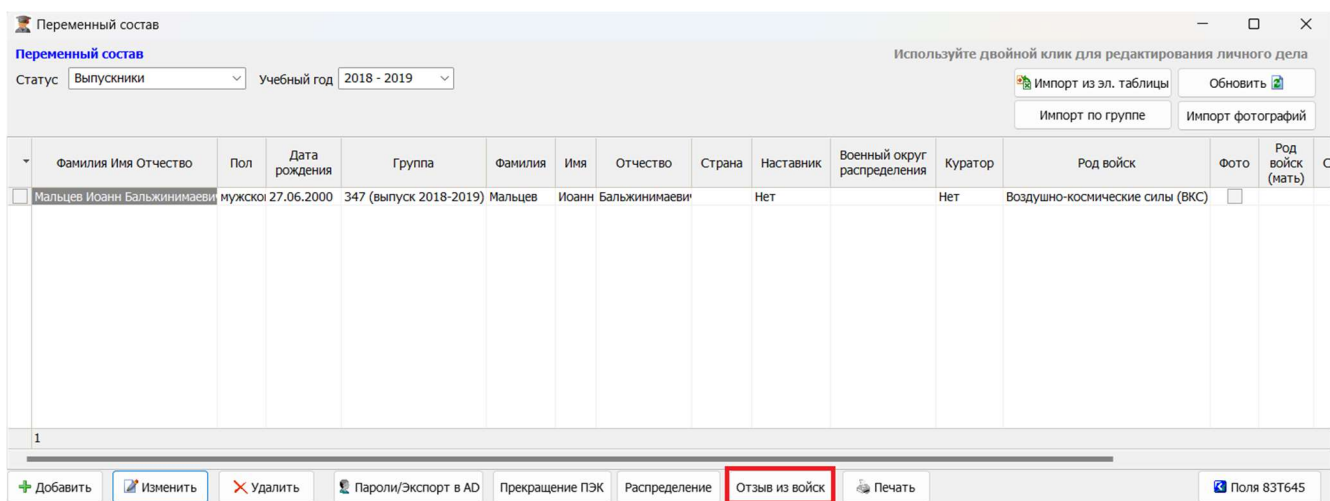 Переменный состав
Переменный состав
Используйте двойной клик для редактирования личного дела
Статус Выпускники Учебный год 2018 - 2019
Импорт из эл. таблицы Обновить
Импорт по группе Импорт фотографий
Фамилия Имя Отчество Пол Дата рождения Группа Фамилия Имя Отчество Страна Наставник Военный округ распределения Куратор Род войск Фото Род войск (мать) С
Мальцев Иоанн Бальжинимаеви мужско 27.06.2000 347 (выпуск 2018-2019) Мальцев Иоанн Бальжинимаеви Нет Нет Воздушно-космические силы (ВКС)
1
Добавить Изменить Удалить Пароли/Экспорт в AD Прекращение ПЭК Распределение Отзыв из войск Печать Поля 83Т645